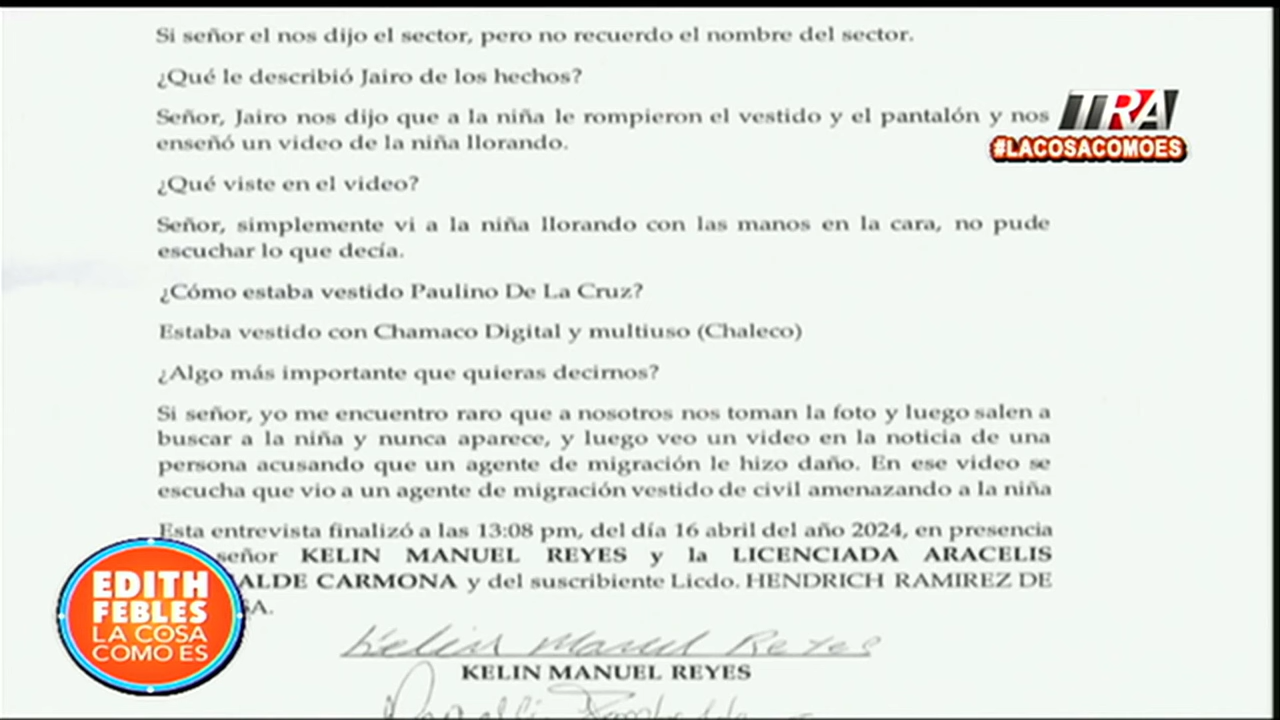 Si señor el nos dijo el sector, pero no recuerdo el nombre del sector.
¿Qué le describió Jairo de los hechos?
Señor, Jairo nos dijo que a la niña le rompieron el vestido y el pantalón y nos
enseñó un video de la niña llorando.
TRA
#LACOSACOMOES
¿Qué viste en el video?
Señor, simplemente vi a la niña llorando con las manos en la cara, no pude
escuchar lo que decía.
¿Cómo estaba vestido Paulino De La Cruz?
Estaba vestido con Chamaco Digital y multiuso (Chaleco)
¿Algo más importante que quieras decirnos?
Si señor, yo me encuentro raro que a nosotros nos toman la foto y luego salen a
buscar a la niña y nunca aparece, y luego veo un video en la noticia de una
persona acusando que un agente de migración le hizo daño. En ese video se
escucha que vio a un agente de migración vestido de civil amenazando a la niña
Esta entrevista finalizó a las 13:08 pm, del día 16 abril del año 2024, en presencia
señor KELIN MANUEL REYES y la LICENCIADA ARACELIS
ALDE CARMONA y del suscribiente Licdo. HENDRICH RAMIREZ DE
SA.
Kelin Manuel Reyes
KELIN MANUEL REYES
EDITH
FEBLES
LA COSA
COMO ES